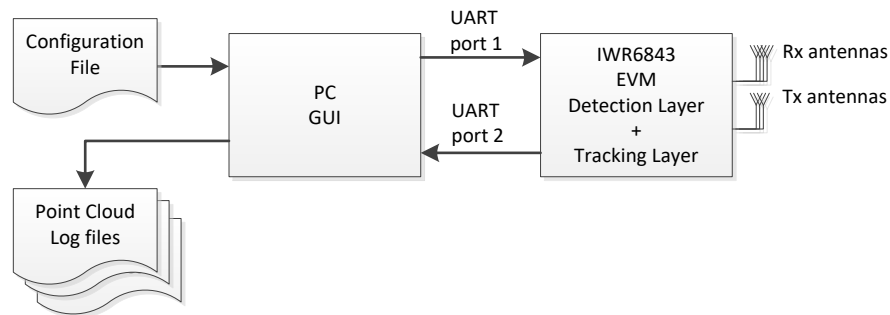 Configuration
File
PC
GUI
UART
port 1
UART
port 2
IWR6843
EVM
Detection Layer
+
Tracking Layer
Rx antennas
Tx antennas
Point Cloud
Log files